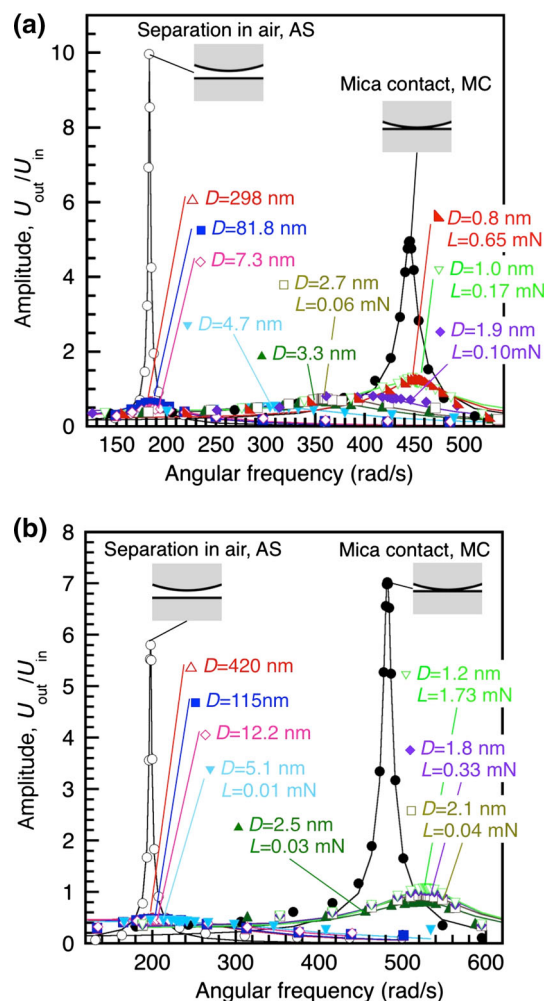 (a)
Separation in air, AS
Mica contact, MC
D=298 nm
D=81.8 nm
D=7.3 nm
D=4.7 nm
D=3.3 nm
D=2.7 nm
L=0.06 mN
D=0.8 nm
L=0.65 mN
D=1.0 nm
L=0.17 mN
D=1.9 nm
L=0.10mN
Amplitude, U_out/U_in
10
8
6
4
2
0
150 200 250 300 350 400 450 500
Angular frequency (rad/s)
(b)
Separation in air, AS
Mica contact, MC
D=420 nm
D=115nm
D=12.2 nm
D=5.1 nm
L=0.01 mN
D=2.5 nm
L=0.03 mN
D=1.2 nm
L=1.73 mN
D=1.8 nm
L=0.33 mN
D=2.1 nm
L=0.04 mN
Amplitude, U_out/U_in
8
7
6
5
4
3
2
1
0
200 300 400 500 600
Angular frequency (rad/s)